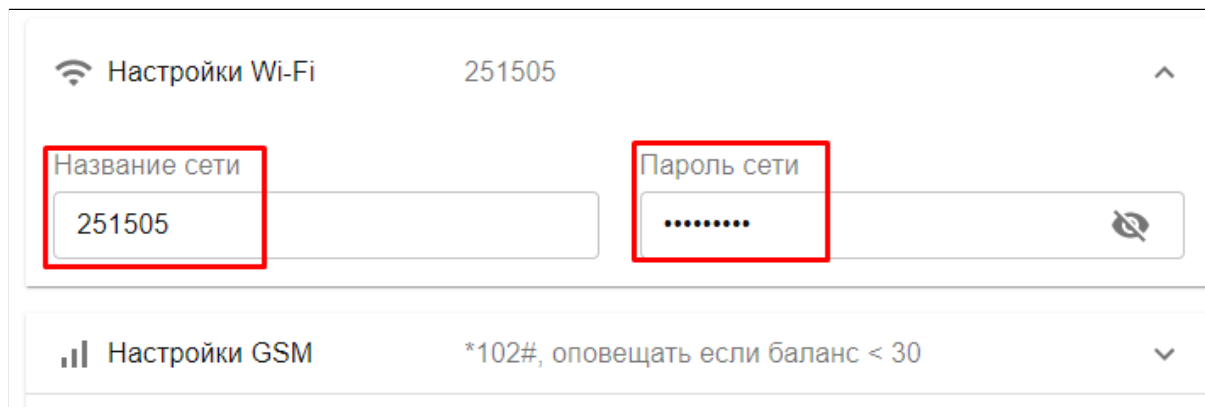 Настройки Wi-Fi 251505
Название сети Пароль сети
251505 •••••••••
Настройки GSM *102#, оповещать если баланс < 30